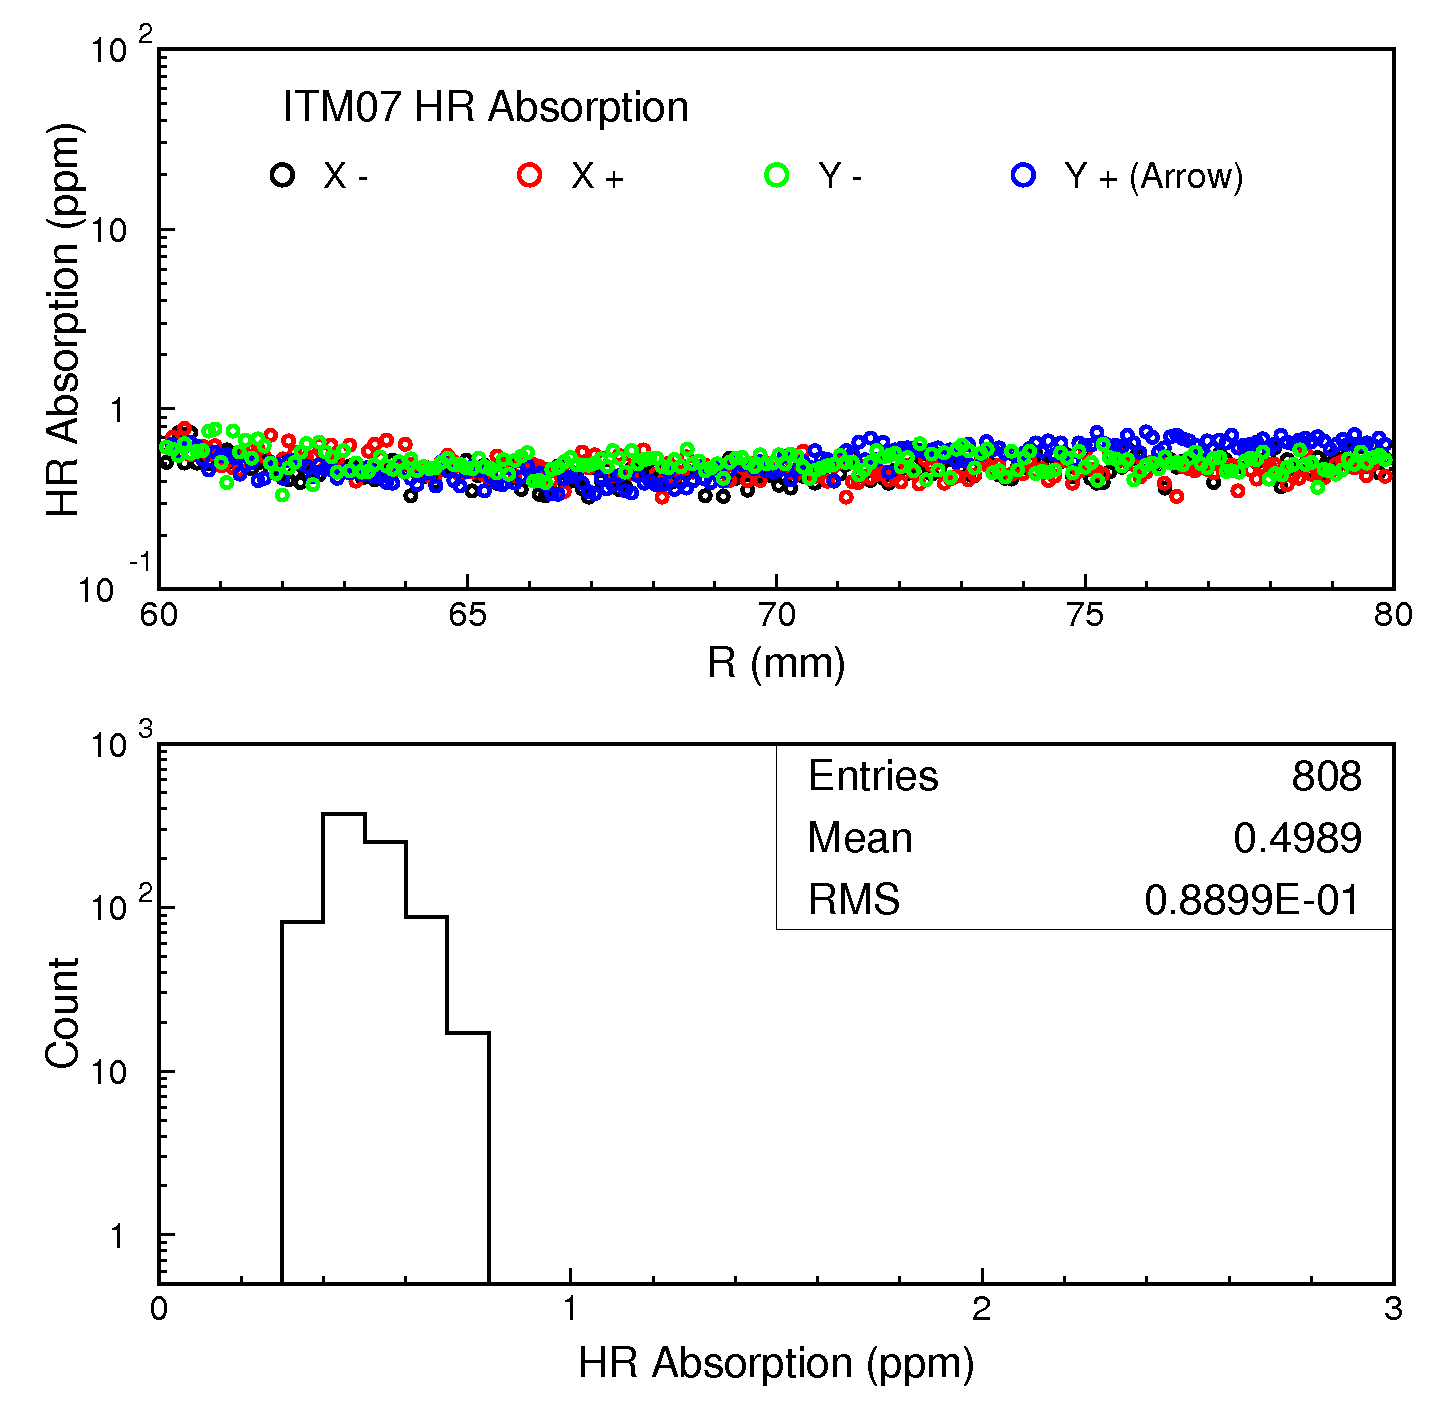 10 2
ITM07 HR Absorption
X - X + Y - Y + (Arrow)
10
1
10 -1
HR Absorption (ppm)
60 65 70 75 80
R (mm)
10 3
Entries 808
Mean 0.4989
RMS 0.8899E-01
10 2
10
1
Count
0 1 2 3
HR Absorption (ppm)